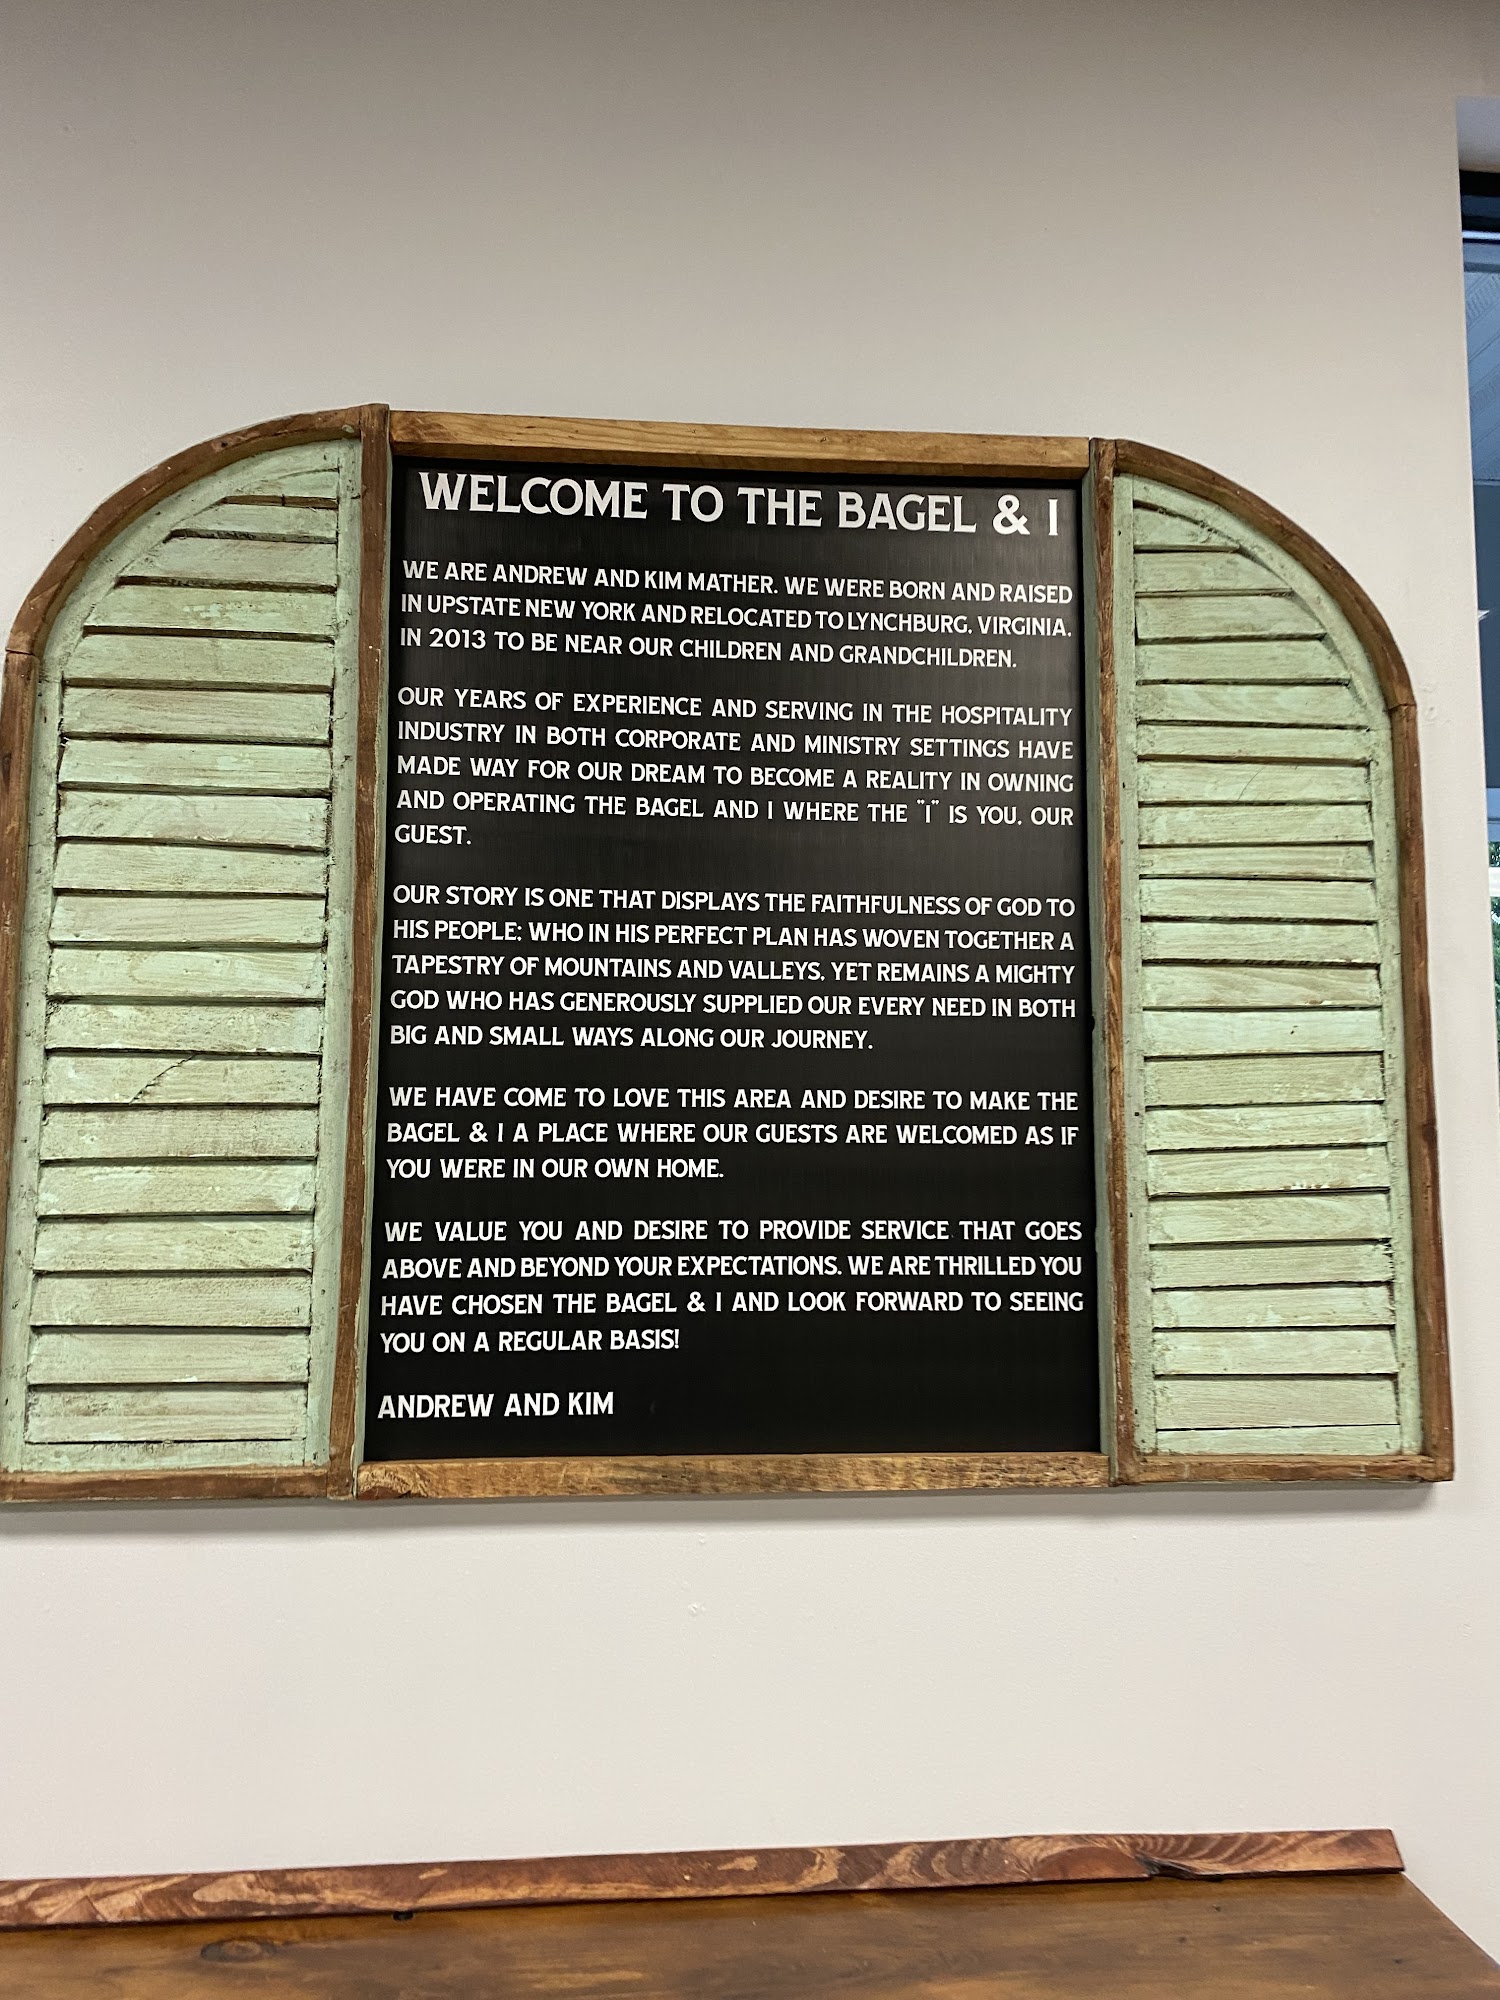 WELCOME TO THE BAGEL & I
WE ARE ANDREW AND KIM MATHER. WE WERE BORN AND RAISED
IN UPSTATE NEW YORK AND RELOCATED TO LYNCHBURG, VIRGINIA,
IN 2013 TO BE NEAR OUR CHILDREN AND GRANDCHILDREN.
OUR YEARS OF EXPERIENCE AND SERVING IN THE HOSPITALITY
INDUSTRY IN BOTH CORPORATE AND MINISTRY SETTINGS HAVE
MADE WAY FOR OUR DREAM TO BECOME A REALITY IN OWNING
AND OPERATING THE BAGEL AND I WHERE THE "I" IS YOU, OUR
GUEST.
OUR STORY IS ONE THAT DISPLAYS THE FAITHFULNESS OF GOD TO
HIS PEOPLE; WHO IN HIS PERFECT PLAN HAS WOVEN TOGETHER A
TAPESTRY OF MOUNTAINS AND VALLEYS, YET REMAINS A MIGHTY
GOD WHO HAS GENEROUSLY SUPPLIED OUR EVERY NEED IN BOTH
BIG AND SMALL WAYS ALONG OUR JOURNEY.
WE HAVE COME TO LOVE THIS AREA AND DESIRE TO MAKE THE
BAGEL & I A PLACE WHERE OUR GUESTS ARE WELCOMED AS IF
YOU WERE IN OUR OWN HOME.
WE VALUE YOU AND DESIRE TO PROVIDE SERVICE THAT GOES
ABOVE AND BEYOND YOUR EXPECTATIONS. WE ARE THRILLED YOU
HAVE CHOSEN THE BAGEL & I AND LOOK FORWARD TO SEEING
YOU ON A REGULAR BASIS!
ANDREW AND KIM